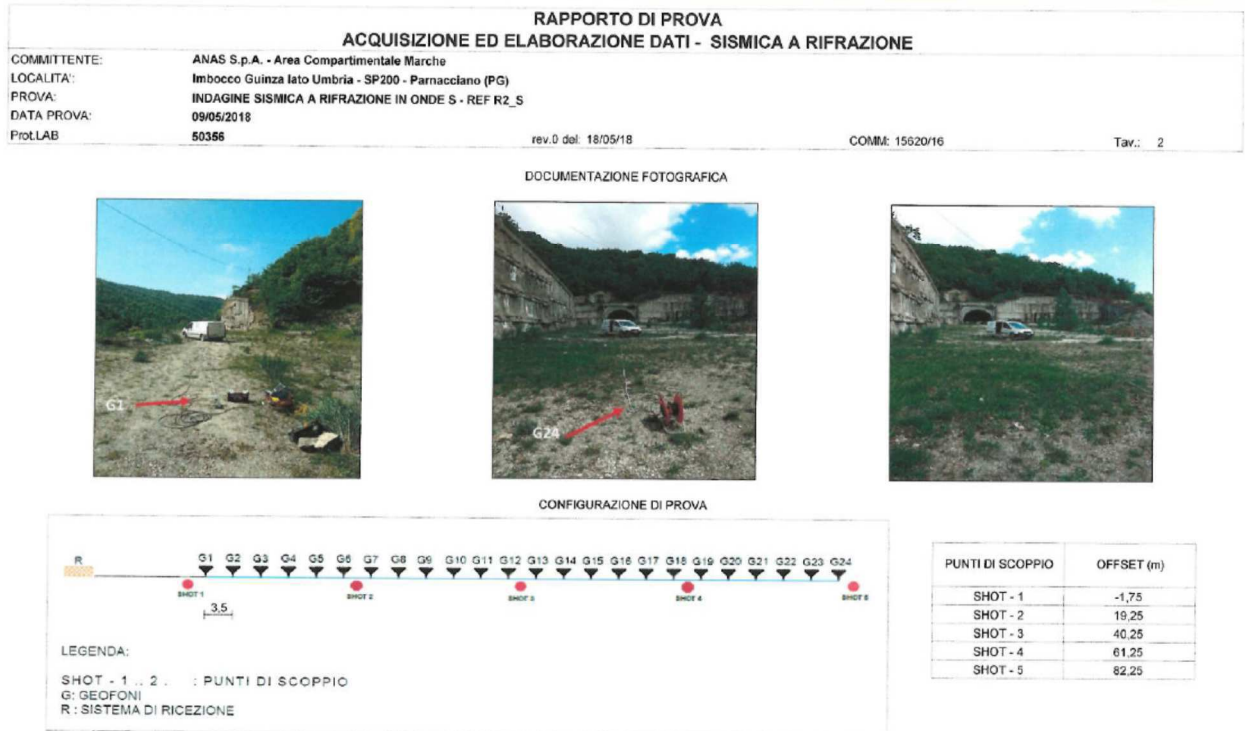 RAPPORTO DI PROVA
ACQUISIZIONE ED ELABORAZIONE DATI - SISMICA A RIFRAZIONE
COMMITTENTE: ANAS S.p.A. - Area Compartimentale Marche
LOCALITA': Imbocco Guinza lato Umbria - SP200 - Parnacciano (PG)
PROVA: INDAGINE SISMICA A RIFRAZIONE IN ONDE S - REF R2_S
DATA PROVA: 09/05/2018
Prot.LAB 50356 rev.0 del: 18/05/18 COMM: 15620/16 Tav.: 2
DOCUMENTAZIONE FOTOGRAFICA
G1
G24
CONFIGURAZIONE DI PROVA
R G1 G2 G3 G4 G5 G6 G7 G8 G9 G10 G11 G12 G13 G14 G15 G16 G17 G18 G19 G20 G21 G22 G23 G24
SHOT 1 SHOT 2 SHOT 3 SHOT 4 SHOT 5
3,5
LEGENDA:
SHOT - 1 .. 2 . : PUNTI DI SCOPPIO
G: GEOFONI
R : SISTEMA DI RICEZIONE
PUNTI DI SCOPPIO OFFSET (m)
SHOT - 1 -1,75
SHOT - 2 19,25
SHOT - 3 40,25
SHOT - 4 61,25
SHOT - 5 82,25